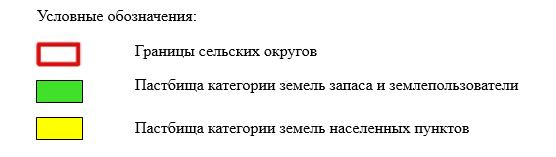 Условные обозначения:
Границы сельских округов
Пастбища категории земель запаса и землепользователи
Пастбища категории земель населенных пунктов